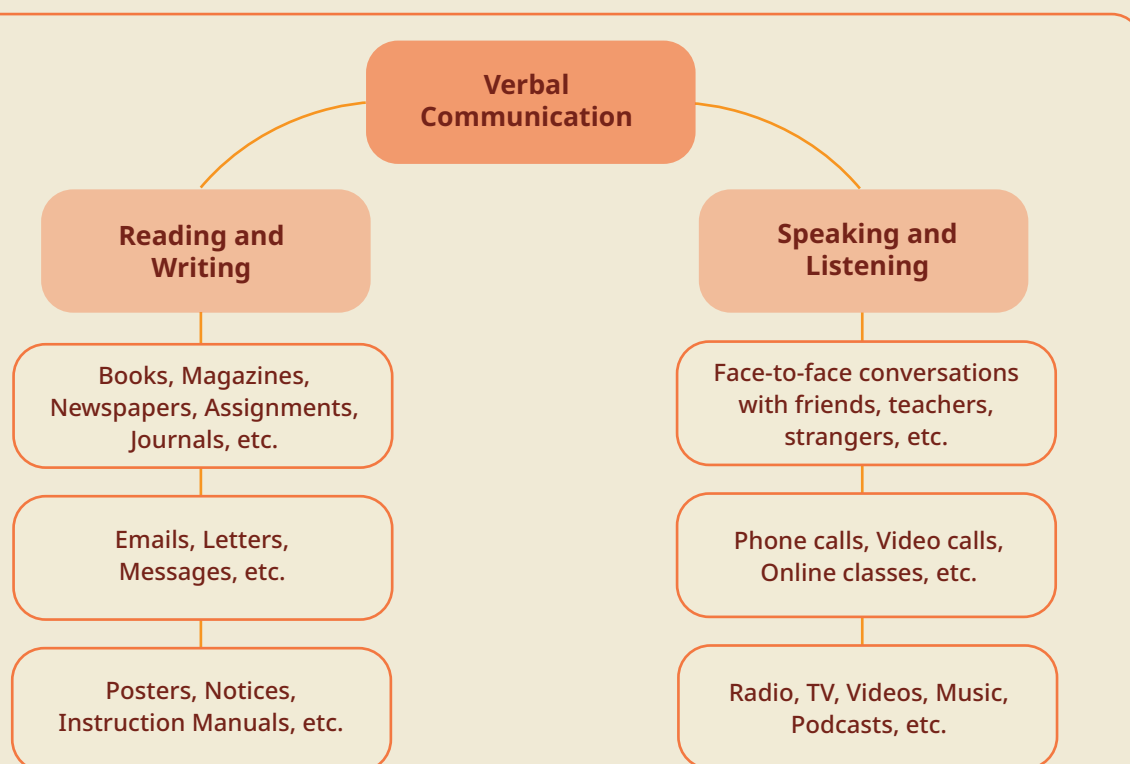 Verbal
Communication
Reading and
Writing
Books, Magazines,
Newspapers, Assignments,
Journals, etc.
Emails, Letters,
Messages, etc.
Posters, Notices,
Instruction Manuals, etc.
Speaking and
Listening
Face-to-face conversations
with friends, teachers,
strangers, etc.
Phone calls, Video calls,
Online classes, etc.
Radio, TV, Videos, Music,
Podcasts, etc.